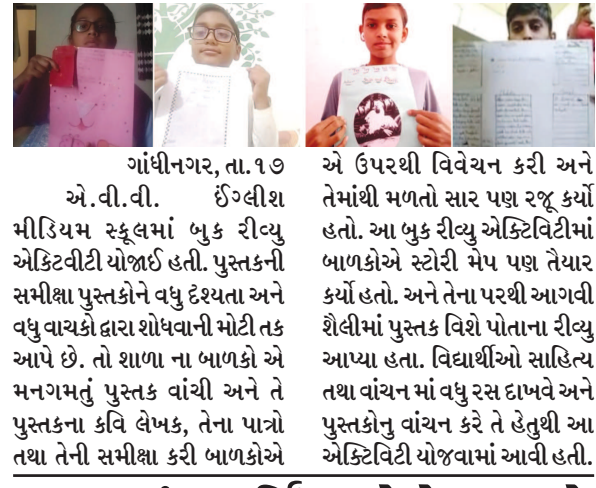 ગાંધીનગર, તા.૧૭
એ.વી.વી. ઈંગ્લીશ
મીડિયમ સ્કૂલમાં બુક રીવ્યુ
એકિટવીટી યોજાઈ હતી. પુસ્તકની
સમીક્ષા પુસ્તકોને વધુ દૃશ્યતા અને
વધુ વાચકો દ્વારા શોધવાની મોટી તક
આપે છે. તો શાળા ના બાળકો એ
મનગમતું પુસ્તક વાંચી અને તે
પુસ્તકના કવિ લેખક, તેના પાત્રો
તથા તેની સમીક્ષા કરી બાળકોએ
એ ઉપરથી વિવેચન કરી અને
તેમાંથી મળતો સાર પણ રજૂ કર્યો
હતો. આ બુક રીવ્યુ એક્ટિવિટીમાં
બાળકોએ સ્ટોરી મેપ પણ તૈયાર
કર્યો હતો. અને તેના પરથી આગવી
શૈલીમાં પુસ્તક વિશે પોતાના રીવ્યુ
આપ્યા હતા. વિદ્યાર્થીઓ સાહિત્ય
તથા વાંચન માં વધુ રસ દાખવે અને
પુસ્તકોનુ વાંચન કરે તે હેતુથી આ
એક્ટિવિટી યોજવામાં આવી હતી.